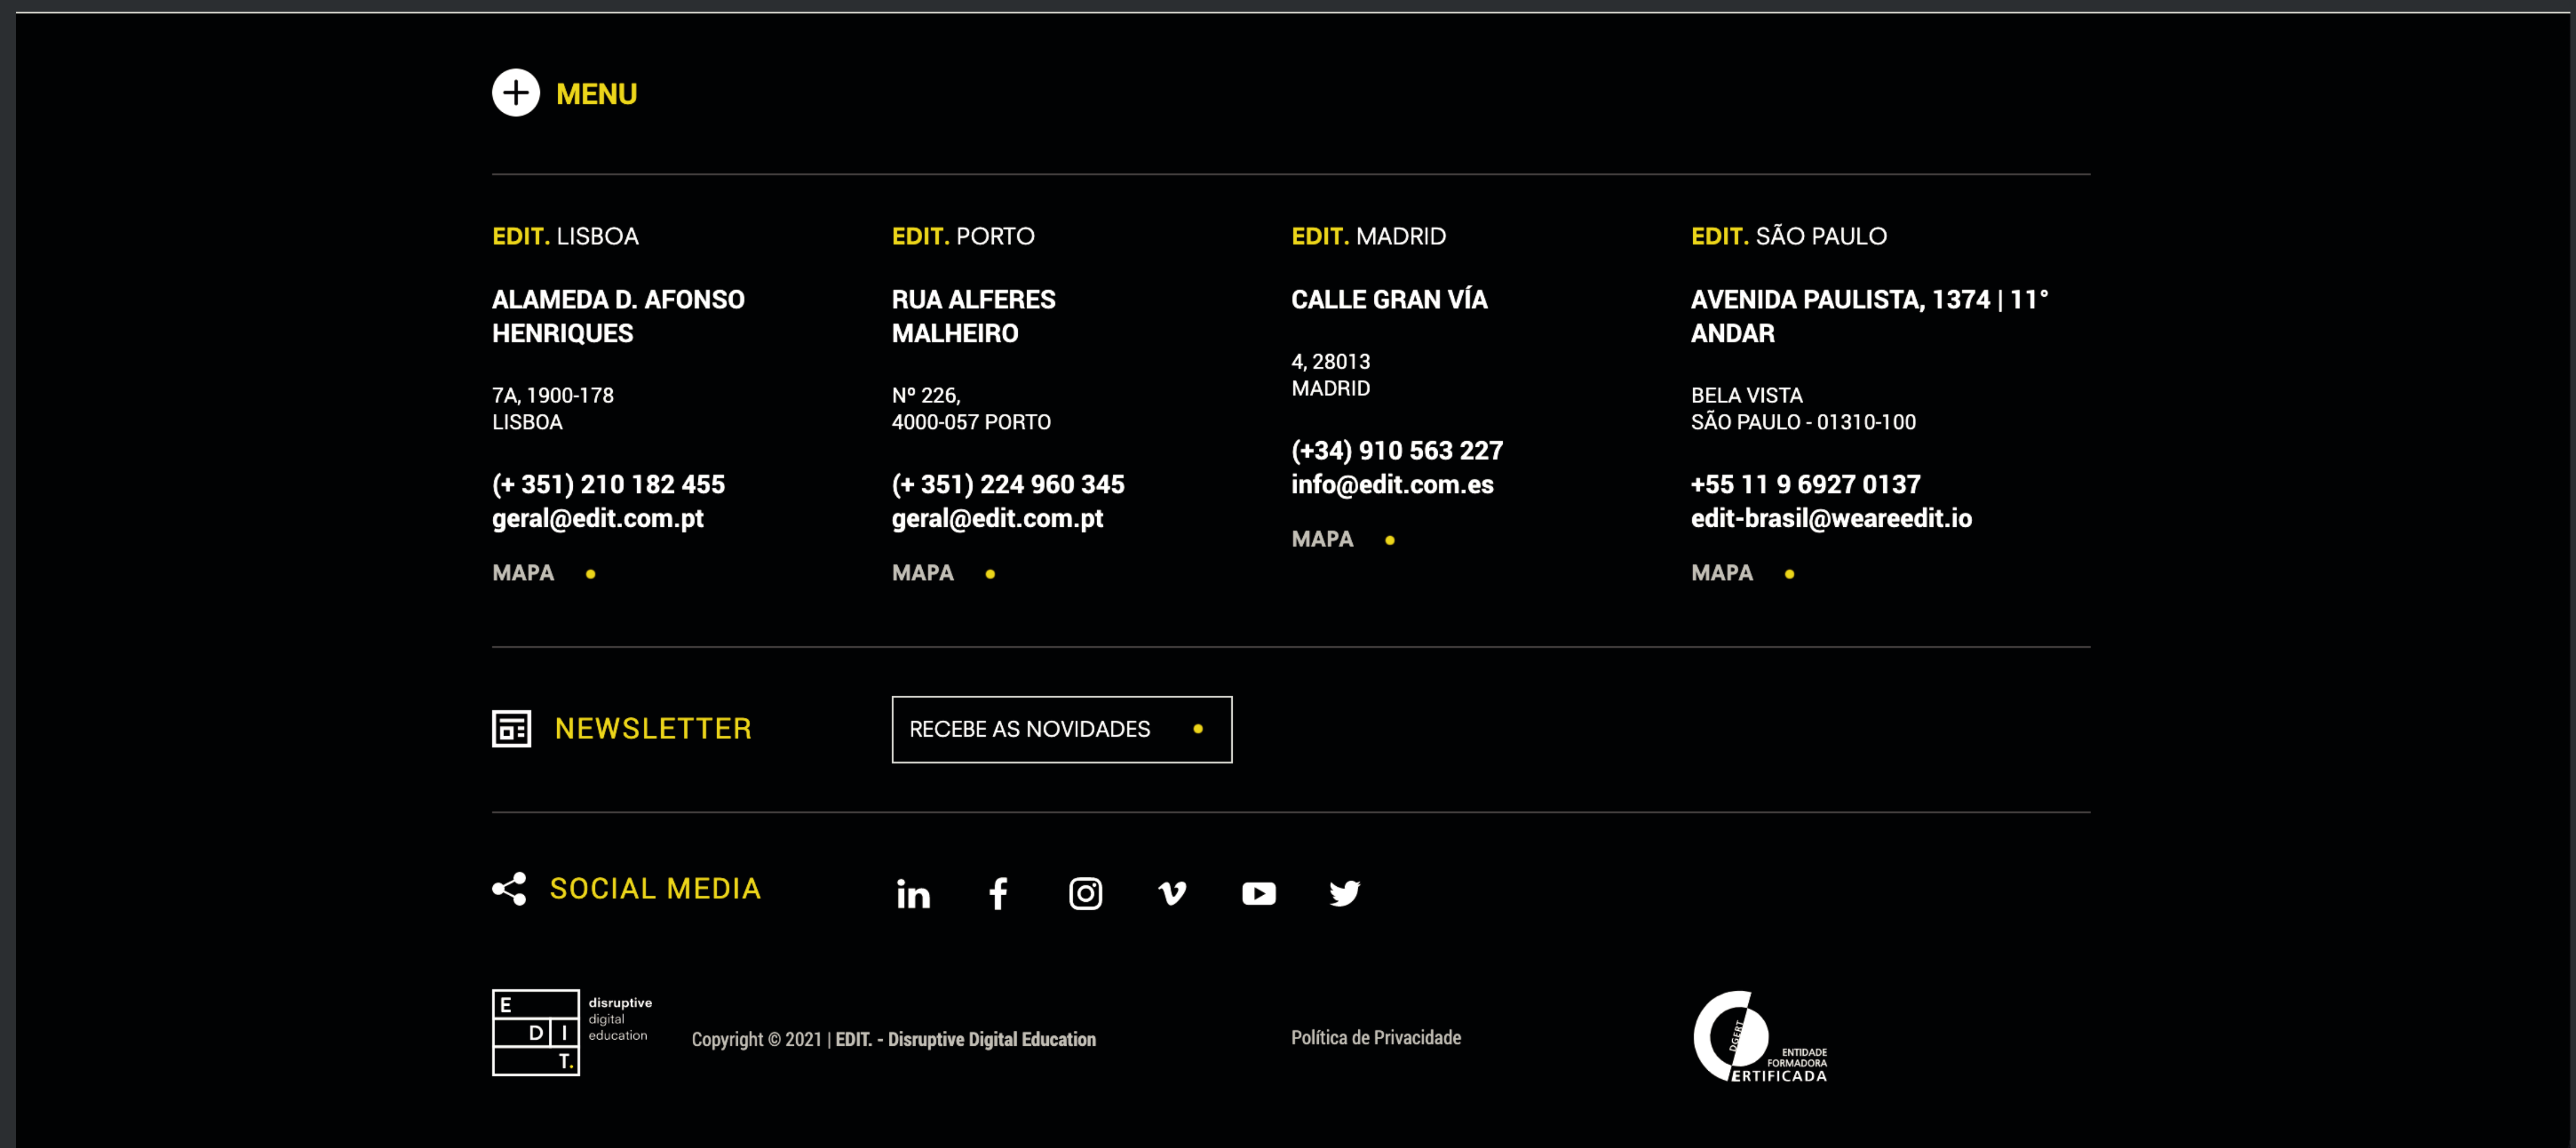 MENU
EDIT. LISBOA
ALAMEDA D. AFONSO
HENRIQUES
7A, 1900-178
LISBOA
(+ 351) 210 182 455
geral@edit.com.pt
MAPA
EDIT. PORTO
RUA ALFERES
MALHEIRO
Nº 226,
4000-057 PORTO
(+ 351) 224 960 345
geral@edit.com.pt
MAPA
EDIT. MADRID
CALLE GRAN VÍA
4, 28013
MADRID
(+34) 910 563 227
info@edit.com.es
MAPA
EDIT. SÃO PAULO
AVENIDA PAULISTA, 1374 | 11°
ANDAR
BELA VISTA
SÃO PAULO - 01310-100
+55 11 9 6927 0137
edit-brasil@weareedit.io
MAPA
NEWSLETTER
RECEBE AS NOVIDADES
SOCIAL MEDIA
E
D I
T.
disruptive
digital
education
Copyright © 2021 | EDIT. - Disruptive Digital Education
Política de Privacidade
DGERT
ENTIDADE
FORMADORA
ERTIFICADA